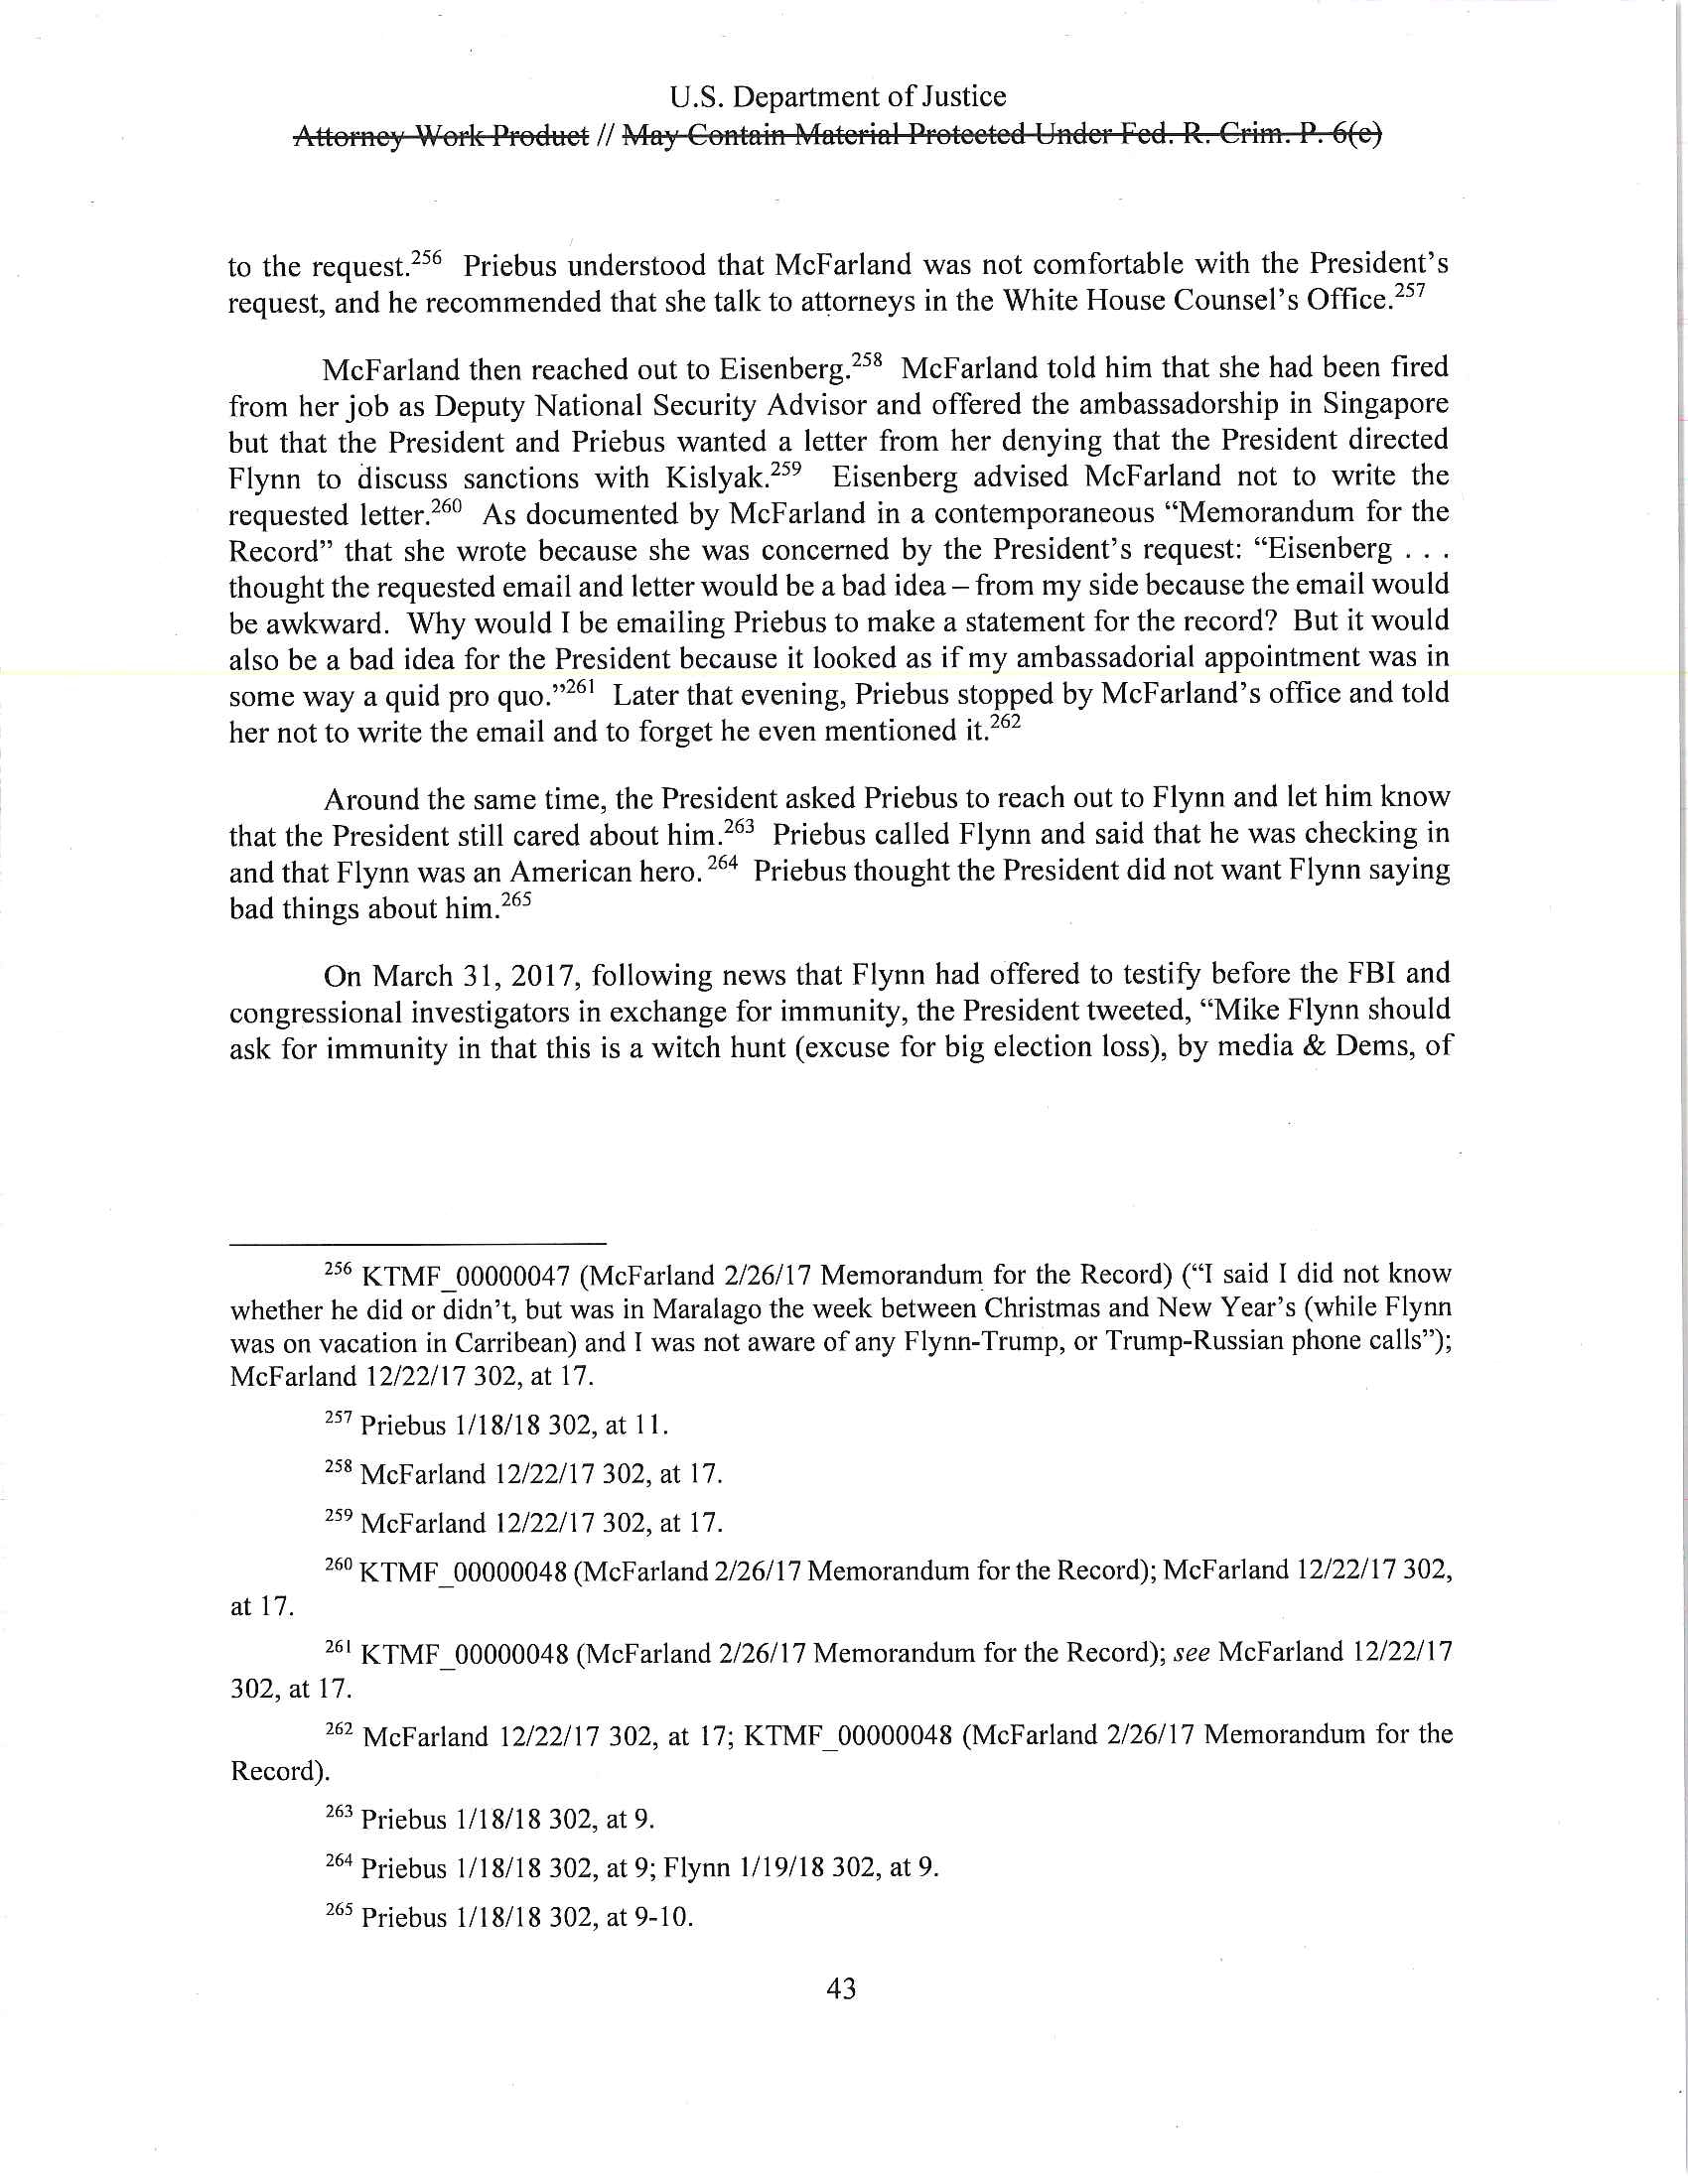 U.S. Department of Justice
Attorney Work Product // May Contain Material Protected Under Fed. R. Crim. P. 6(e)
to the request.256 Priebus understood that McFarland was not comfortable with the President's
request, and he recommended that she talk to attorneys in the White House Counsel's Office.257
McFarland then reached out to Eisenberg.258 McFarland told him that she had been fired
from her job as Deputy National Security Advisor and offered the ambassadorship in Singapore
but that the President and Priebus wanted a letter from her denying that the President directed
Flynn to discuss sanctions with Kislyak.259 Eisenberg advised McFarland not to write the
requested letter.260 As documented by McFarland in a contemporaneous “Memorandum for the
Record” that she wrote because she was concerned by the President's request: “Eisenberg . . .
thought the requested email and letter would be a bad idea – from my side because the email would
be awkward. Why would I be emailing Priebus to make a statement for the record? But it would
also be a bad idea for the President because it looked as if my ambassadorial appointment was in
some way a quid pro quo.”261 Later that evening, Priebus stopped by McFarland's office and told
her not to write the email and to forget he even mentioned it.262
Around the same time, the President asked Priebus to reach out to Flynn and let him know
that the President still cared about him.263 Priebus called Flynn and said that he was checking in
and that Flynn was an American hero. 264 Priebus thought the President did not want Flynn saying
bad things about him.265
On March 31, 2017, following news that Flynn had offered to testify before the FBI and
congressional investigators in exchange for immunity, the President tweeted, “Mike Flynn should
ask for immunity in that this is a witch hunt (excuse for big election loss), by media & Dems, of
256 KTMF_00000047 (McFarland 2/26/17 Memorandum for the Record) (“I said I did not know
whether he did or didn't, but was in Maralago the week between Christmas and New Year's (while Flynn
was on vacation in Carribean) and I was not aware of any Flynn-Trump, or Trump-Russian phone calls”);
McFarland 12/22/17 302, at 17.
257 Priebus 1/18/18 302, at 11.
258 McFarland 12/22/17 302, at 17.
259 McFarland 12/22/17 302, at 17.
260 KTMF_00000048 (McFarland 2/26/17 Memorandum for the Record); McFarland 12/22/17 302,
at 17.
261 KTMF_00000048 (McFarland 2/26/17 Memorandum for the Record); see McFarland 12/22/17
302, at 17.
262 McFarland 12/22/17 302, at 17; KTMF_00000048 (McFarland 2/26/17 Memorandum for the
Record).
263 Priebus 1/18/18 302, at 9.
264 Priebus 1/18/18 302, at 9; Flynn 1/19/18 302, at 9.
265 Priebus 1/18/18 302, at 9-10.
43